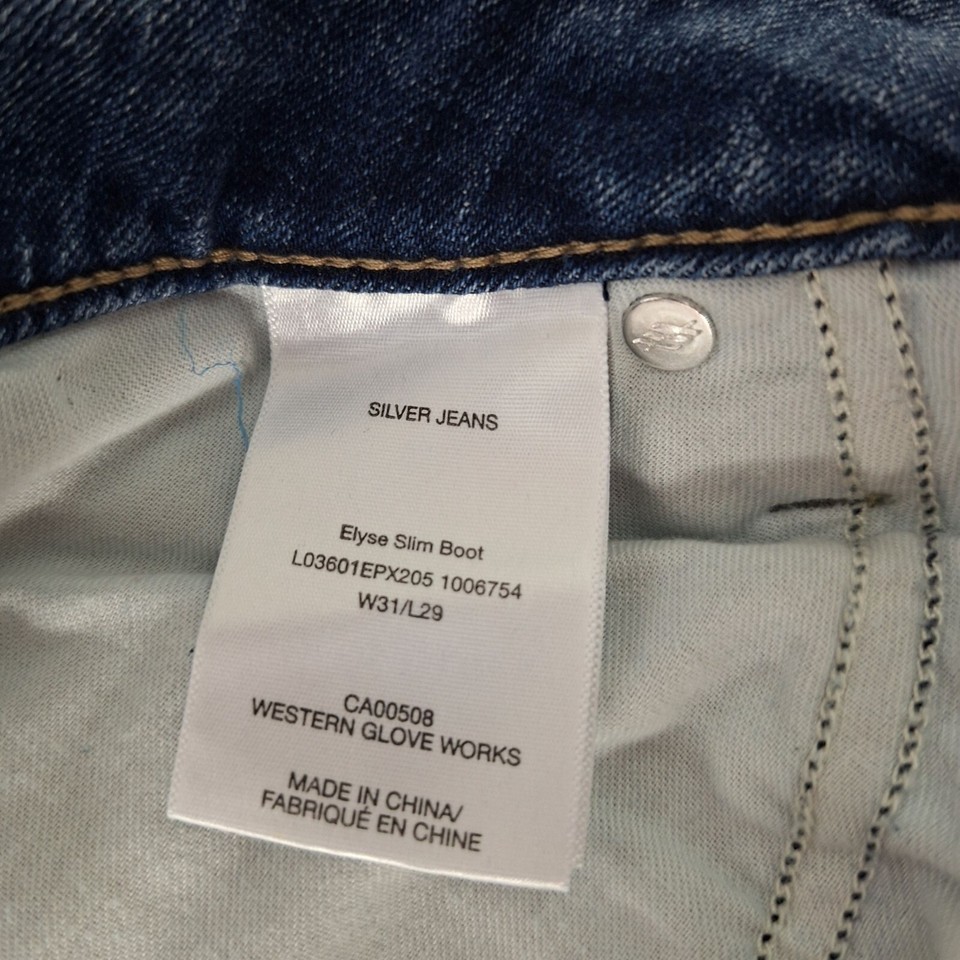 SILVER JEANS
Elyse Slim Boot
L03601EPX205 1006754
W31/L29
CA00508
WESTERN GLOVE WORKS
MADE IN CHINA/
FABRIQUÉ EN CHINE